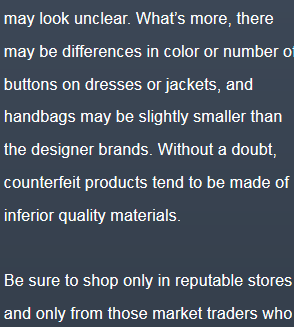 may look unclear. What’s more, there
may be differences in color or number of
buttons on dresses or jackets, and
handbags may be slightly smaller than
the designer brands. Without a doubt,
counterfeit products tend to be made of
inferior quality materials.
Be sure to shop only in reputable stores
and only from those market traders who